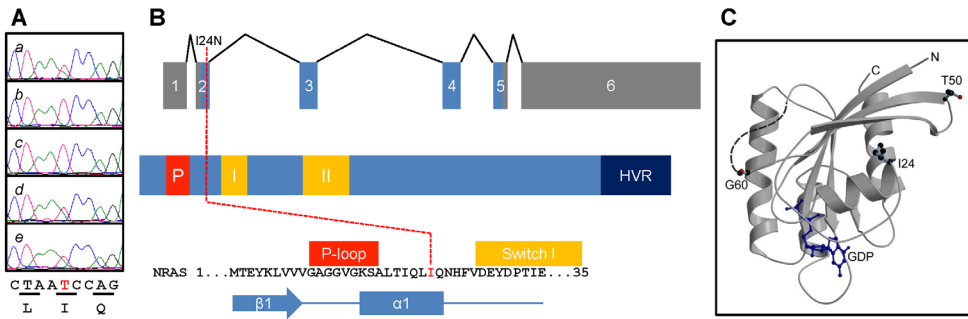 A
a
b
c
d
e
CTAATCCAG
L I Q
B
I24N
1 2 3 4 5 6
P I II HVR
P-loop Switch I
NRAS 1...MTEYKLVVVGAGGVGKSALTIQLIQNHFVDEYDPTIE...35
β1 α1
C
N
C
T50
I24
G60
GDP